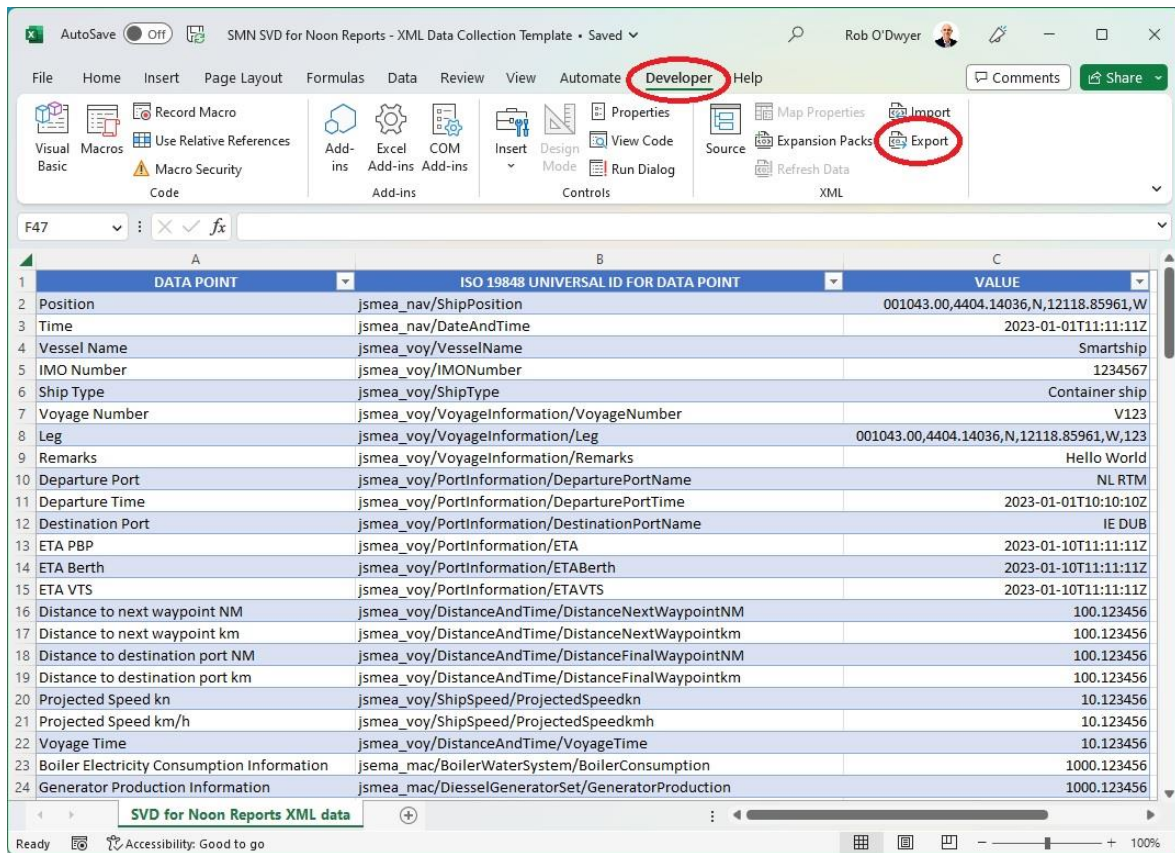 AutoSave Off SMN SVD for Noon Reports - XML Data Collection Template • Saved Rob O'Dwyer
File Home Insert Page Layout Formulas Data Review View Automate Developer Help Comments Share
Visual Basic
Macros
Record Macro
Use Relative References
Macro Security
Code
Add-ins
Excel Add-ins
COM Add-ins
Add-ins
Insert
Design Mode
Properties
View Code
Run Dialog
Controls
Source
Map Properties
Expansion Packs
Refresh Data
Import
Export
XML
F47 fx
A B C
1 DATA POINT ISO 19848 UNIVERSAL ID FOR DATA POINT VALUE
2 Position jsmea_nav/ShipPosition 001043.00,4404.14036,N,12118.85961,W
3 Time jsmea_nav/DateAndTime 2023-01-01T11:11:11Z
4 Vessel Name jsmea_voy/VesselName Smartship
5 IMO Number jsmea_voy/IMONumber 1234567
6 Ship Type jsmea_voy/ShipType Container ship
7 Voyage Number jsmea_voy/VoyageInformation/VoyageNumber V123
8 Leg jsmea_voy/VoyageInformation/Leg 001043.00,4404.14036,N,12118.85961,W,123
9 Remarks jsmea_voy/VoyageInformation/Remarks Hello World
10 Departure Port jsmea_voy/PortInformation/DeparturePortName NL RTM
11 Departure Time jsmea_voy/PortInformation/DeparturePortTime 2023-01-01T10:10:10Z
12 Destination Port jsmea_voy/PortInformation/DestinationPortName IE DUB
13 ETA PBP jsmea_voy/PortInformation/ETA 2023-01-10T11:11:11Z
14 ETA Berth jsmea_voy/PortInformation/ETABerth 2023-01-10T11:11:11Z
15 ETA VTS jsmea_voy/PortInformation/ETAVTS 2023-01-10T11:11:11Z
16 Distance to next waypoint NM jsmea_voy/DistanceAndTime/DistanceNextWaypointNM 100.123456
17 Distance to next waypoint km jsmea_voy/DistanceAndTime/DistanceNextWaypointkm 100.123456
18 Distance to destination port NM jsmea_voy/DistanceAndTime/DistanceFinalWaypointNM 100.123456
19 Distance to destination port km jsmea_voy/DistanceAndTime/DistanceFinalWaypointkm 100.123456
20 Projected Speed kn jsmea_voy/ShipSpeed/ProjectedSpeedkn 10.123456
21 Projected Speed km/h jsmea_voy/ShipSpeed/ProjectedSpeedkmh 10.123456
22 Voyage Time jsmea_voy/DistanceAndTime/VoyageTime 10.123456
23 Boiler Electricity Consumption Information jsema_mac/BoilerWaterSystem/BoilerConsumption 1000.123456
24 Generator Production Information jsmea_mac/DiesselGeneratorSet/GeneratorProduction 1000.123456
SVD for Noon Reports XML data
Ready Accessibility: Good to go 100%